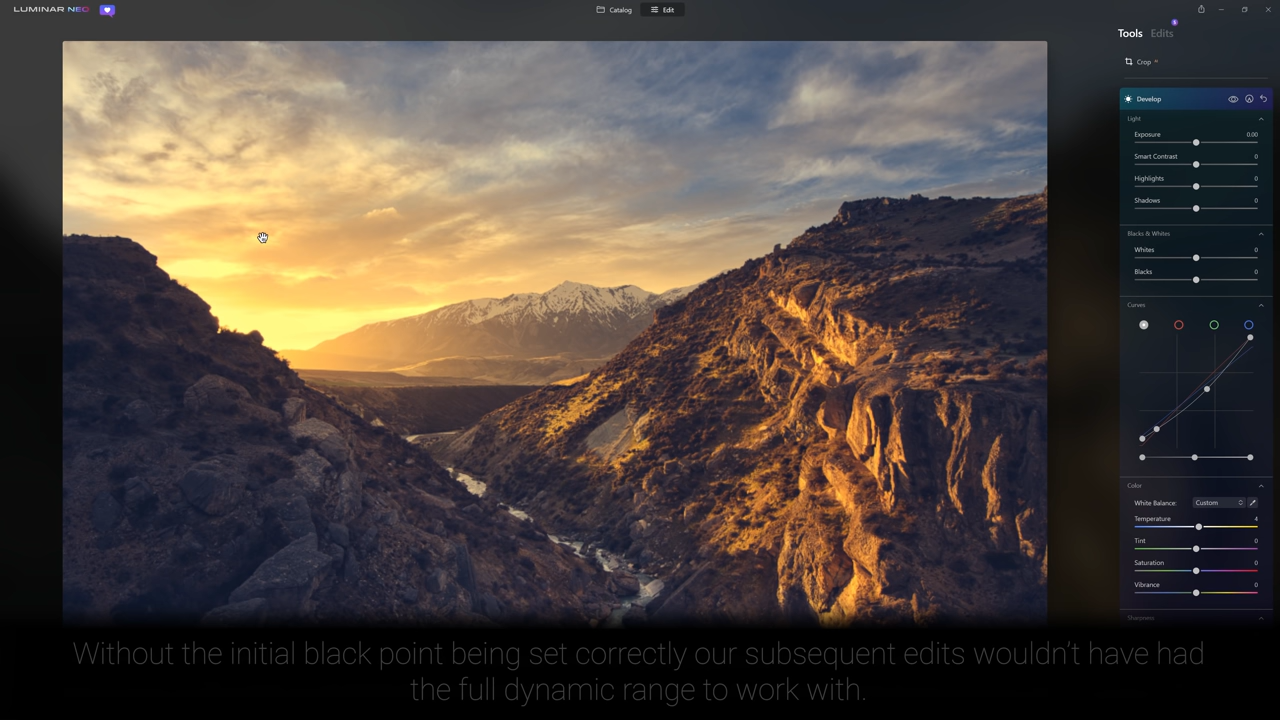 LUMINAR NEO
Catalog
Edit
Tools
Edits
Crop
Develop
Light
Exposure 0.00
Smart Contrast 0
Highlights 0
Shadows 0
Blacks & Whites
Whites 0
Blacks 0
Curves
Color
White Balance: Custom
Temperature 4
Tint 0
Saturation 0
Vibrance 0
Sharpness
Without the initial black point being set correctly our subsequent edits wouldn't have had
the full dynamic range to work with.